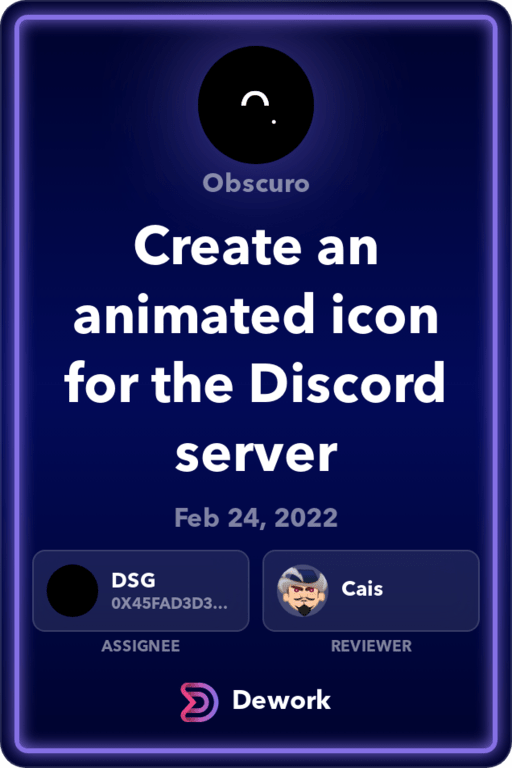 Obscuro
Create an
animated icon
for the Discord
server
Feb 24, 2022
DSG
0X45FAD3D3...
ASSIGNEE
Cais
REVIEWER
Dework